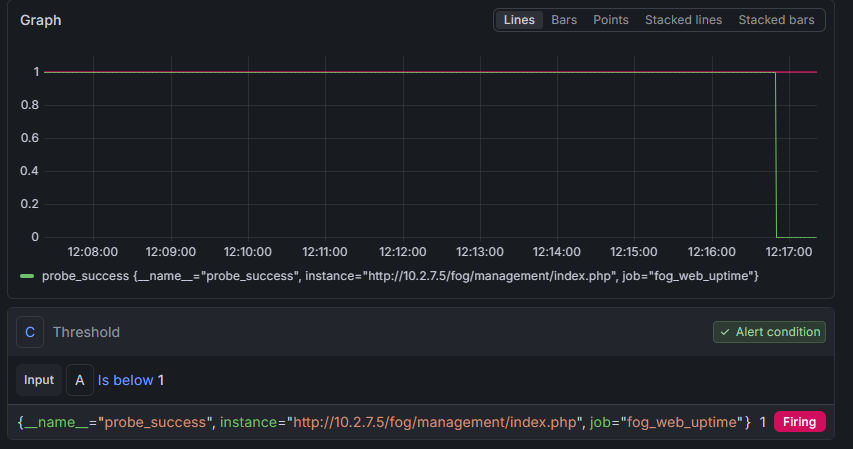 Graph
Lines Bars Points Stacked lines Stacked bars
1
0.8
0.6
0.4
0.2
0
12:08:00 12:09:00 12:10:00 12:11:00 12:12:00 12:13:00 12:14:00 12:15:00 12:16:00 12:17:00
probe_success {__name__="probe_success", instance="http://10.2.7.5/fog/management/index.php", job="fog_web_uptime"}
C Threshold
Alert condition
Input A Is below 1
{__name__="probe_success", instance="http://10.2.7.5/fog/management/index.php", job="fog_web_uptime"} 1 Firing